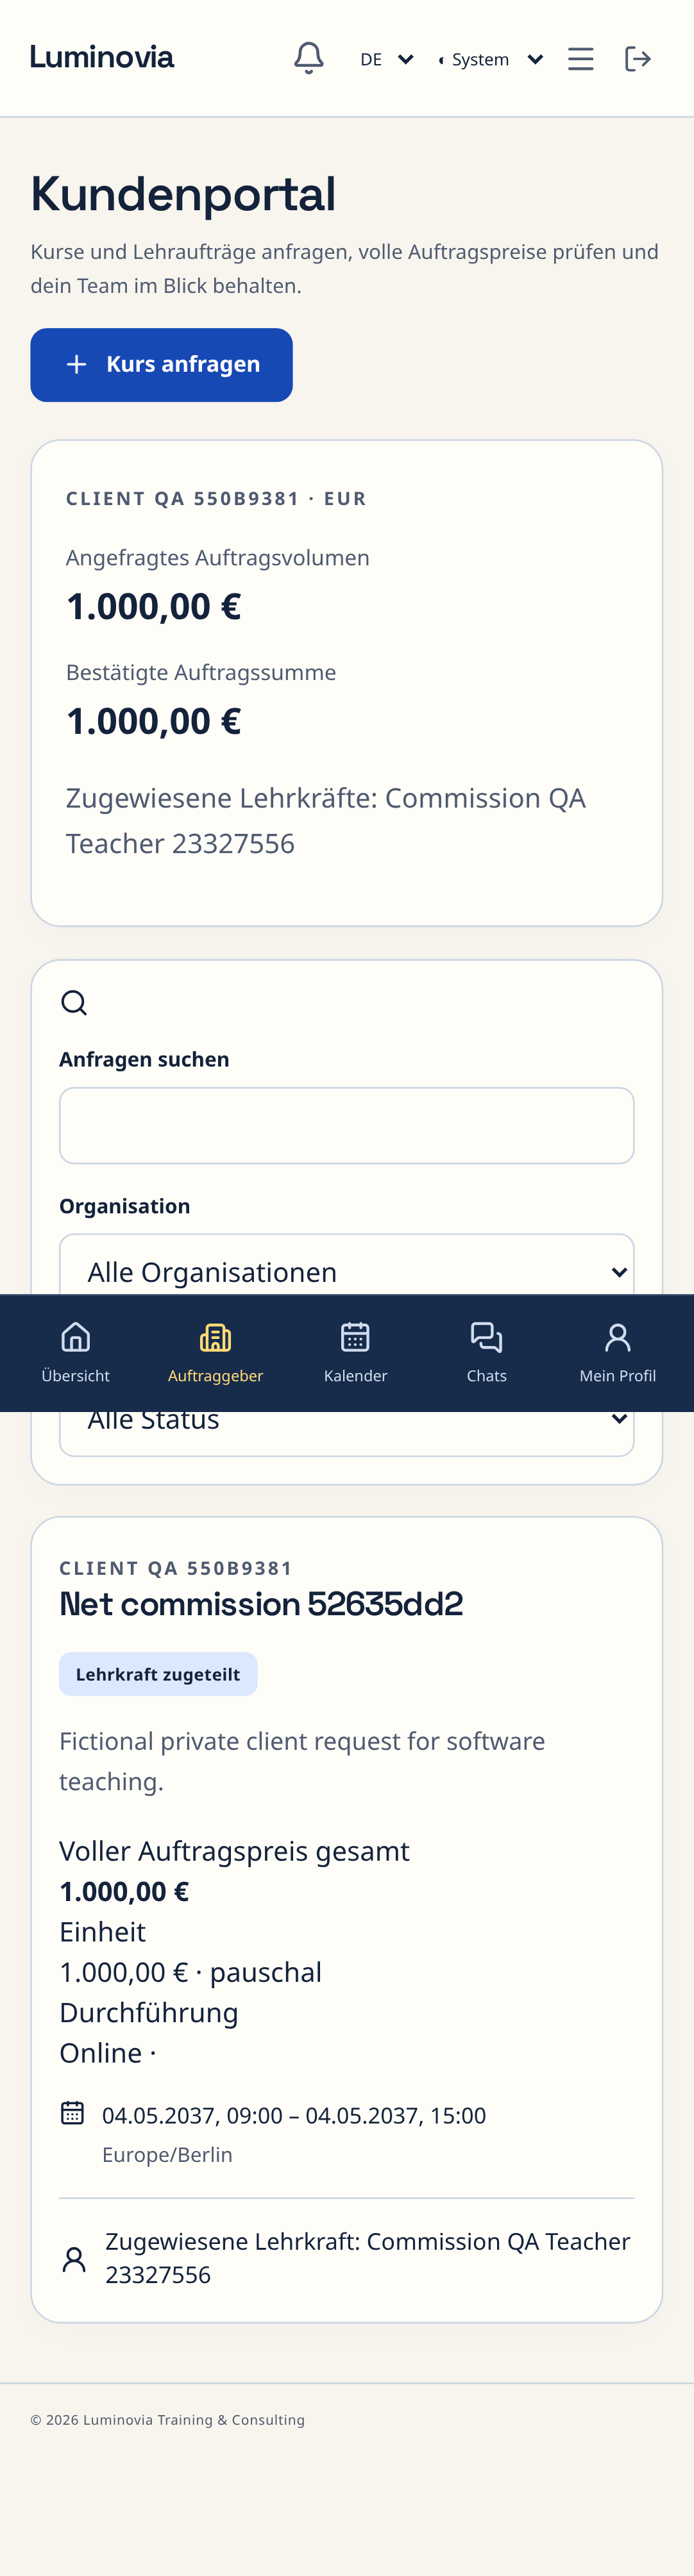 Luminovia
DE
System
Kundenportal
Kurse und Lehraufträge anfragen, volle Auftragspreise prüfen und
dein Team im Blick behalten.
Kurs anfragen
CLIENT QA 550B9381 · EUR
Angefragtes Auftragsvolumen
1.000,00 €
Bestätigte Auftragssumme
1.000,00 €
Zugewiesene Lehrkräfte: Commission QA
Teacher 23327556
Anfragen suchen
Organisation
Alle Organisationen
Übersicht
Auftraggeber
Kalender
Chats
Mein Profil
Alle Status
CLIENT QA 550B9381
Net commission 52635dd2
Lehrkraft zugeteilt
Fictional private client request for software
teaching.
Voller Auftragspreis gesamt
1.000,00 €
Einheit
1.000,00 € · pauschal
Durchführung
Online ·
04.05.2037, 09:00 – 04.05.2037, 15:00
Europe/Berlin
Zugewiesene Lehrkraft: Commission QA Teacher
23327556
© 2026 Luminovia Training & Consulting